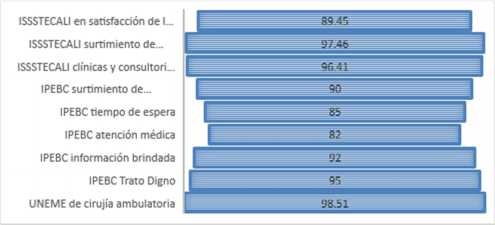 ISSSTECALI en satisfacción de l... 89.45
ISSSTECALI surtimiento de... 97.46
ISSSTECALI clínicas y consultori... 96.41
IPEBC surtimiento de... 90
IPEBC tiempo de espera 85
IPEBC atención médica 82
IPEBC información brindada 92
IPEBC Trato Digno 95
UNEME de cirujía ambulatoria 98.51